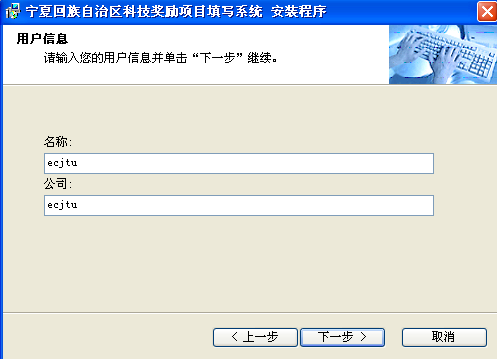 宁夏回族自治区科技奖励项目填写系统 安装程序
用户信息
请输入您的用户信息并单击“下一步”继续。
名称:
ecjtu
公司:
ecjtu
< 上一步 下一步 > 取消